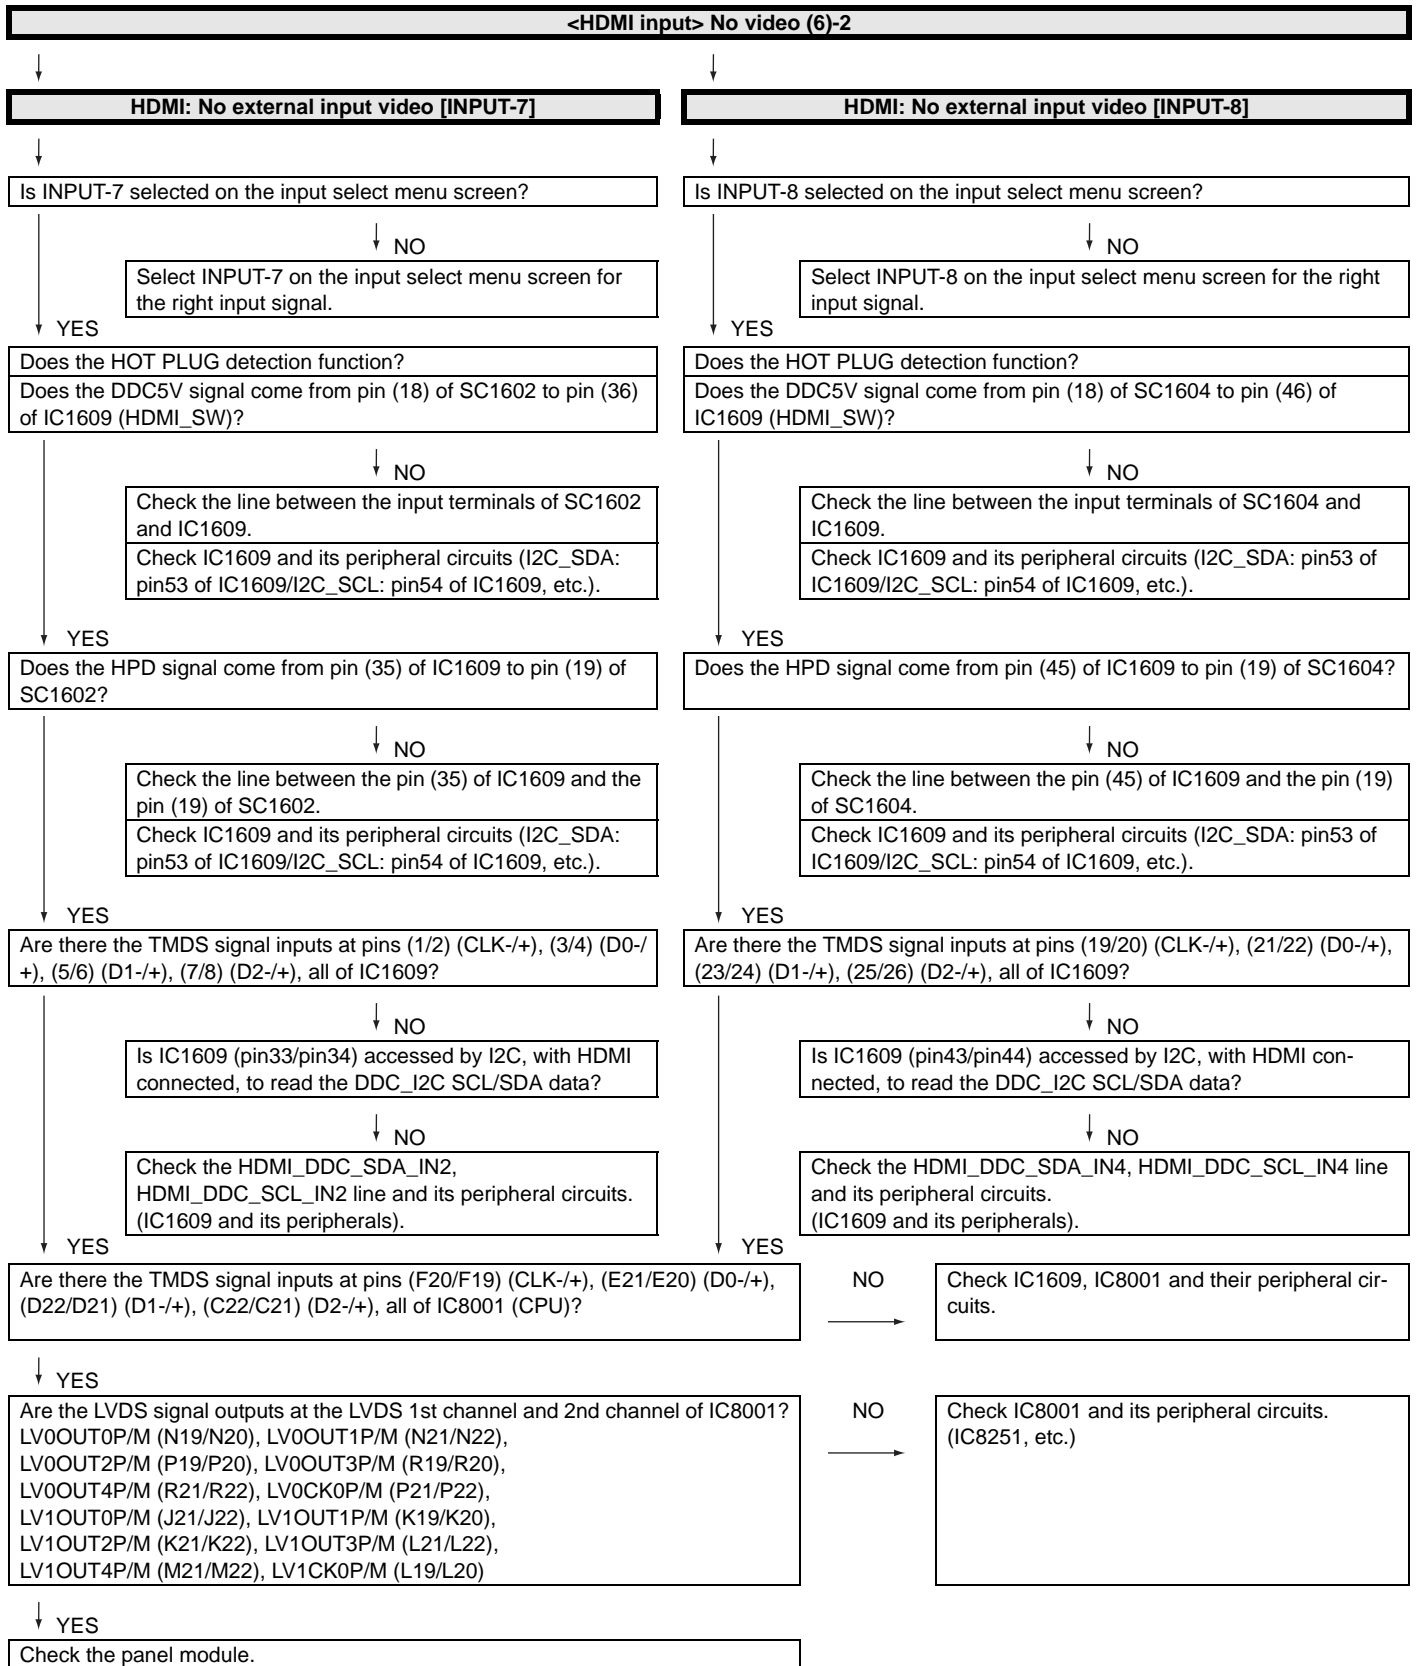 <HDMI input> No video (6)-2
HDMI: No external input video [INPUT-7]
Is INPUT-7 selected on the input select menu screen?
NO
Select INPUT-7 on the input select menu screen for
the right input signal.
YES
Does the HOT PLUG detection function?
Does the DDC5V signal come from pin (18) of SC1602 to pin (36)
of IC1609 (HDMI_SW)?
NO
Check the line between the input terminals of SC1602
and IC1609.
Check IC1609 and its peripheral circuits (I2C_SDA:
pin53 of IC1609/I2C_SCL: pin54 of IC1609, etc.).
YES
Does the HPD signal come from pin (35) of IC1609 to pin (19) of
SC1602?
NO
Check the line between the pin (35) of IC1609 and the
pin (19) of SC1602.
Check IC1609 and its peripheral circuits (I2C_SDA:
pin53 of IC1609/I2C_SCL: pin54 of IC1609, etc.).
YES
Are there the TMDS signal inputs at pins (1/2) (CLK-/+), (3/4) (D0-/
+), (5/6) (D1-/+), (7/8) (D2-/+), all of IC1609?
NO
Is IC1609 (pin33/pin34) accessed by I2C, with HDMI
connected, to read the DDC_I2C SCL/SDA data?
NO
Check the HDMI_DDC_SDA_IN2,
HDMI_DDC_SCL_IN2 line and its peripheral circuits.
(IC1609 and its peripherals).
YES
HDMI: No external input video [INPUT-8]
Is INPUT-8 selected on the input select menu screen?
NO
Select INPUT-8 on the input select menu screen for the right
input signal.
YES
Does the HOT PLUG detection function?
Does the DDC5V signal come from pin (18) of SC1604 to pin (46) of
IC1609 (HDMI_SW)?
NO
Check the line between the input terminals of SC1604 and
IC1609.
Check IC1609 and its peripheral circuits (I2C_SDA: pin53 of
IC1609/I2C_SCL: pin54 of IC1609, etc.).
YES
Does the HPD signal come from pin (45) of IC1609 to pin (19) of SC1604?
NO
Check the line between the pin (45) of IC1609 and the pin (19)
of SC1604.
Check IC1609 and its peripheral circuits (I2C_SDA: pin53 of
IC1609/I2C_SCL: pin54 of IC1609, etc.).
YES
Are there the TMDS signal inputs at pins (19/20) (CLK-/+), (21/22) (D0-/+),
(23/24) (D1-/+), (25/26) (D2-/+), all of IC1609?
NO
Is IC1609 (pin43/pin44) accessed by I2C, with HDMI con-
nected, to read the DDC_I2C SCL/SDA data?
NO
Check the HDMI_DDC_SDA_IN4, HDMI_DDC_SCL_IN4 line
and its peripheral circuits.
(IC1609 and its peripherals).
YES
Are there the TMDS signal inputs at pins (F20/F19) (CLK-/+), (E21/E20) (D0-/+),
(D22/D21) (D1-/+), (C22/C21) (D2-/+), all of IC8001 (CPU)?
NO
Check IC1609, IC8001 and their peripheral cir-
cuits.
YES
Are the LVDS signal outputs at the LVDS 1st channel and 2nd channel of IC8001?
LV0OUT0P/M (N19/N20), LV0OUT1P/M (N21/N22),
LV0OUT2P/M (P19/P20), LV0OUT3P/M (R19/R20),
LV0OUT4P/M (R21/R22), LV0CK0P/M (P21/P22),
LV1OUT0P/M (J21/J22), LV1OUT1P/M (K19/K20),
LV1OUT2P/M (K21/K22), LV1OUT3P/M (L21/L22),
LV1OUT4P/M (M21/M22), LV1CK0P/M (L19/L20)
NO
Check IC8001 and its peripheral circuits.
(IC8251, etc.)
YES
Check the panel module.